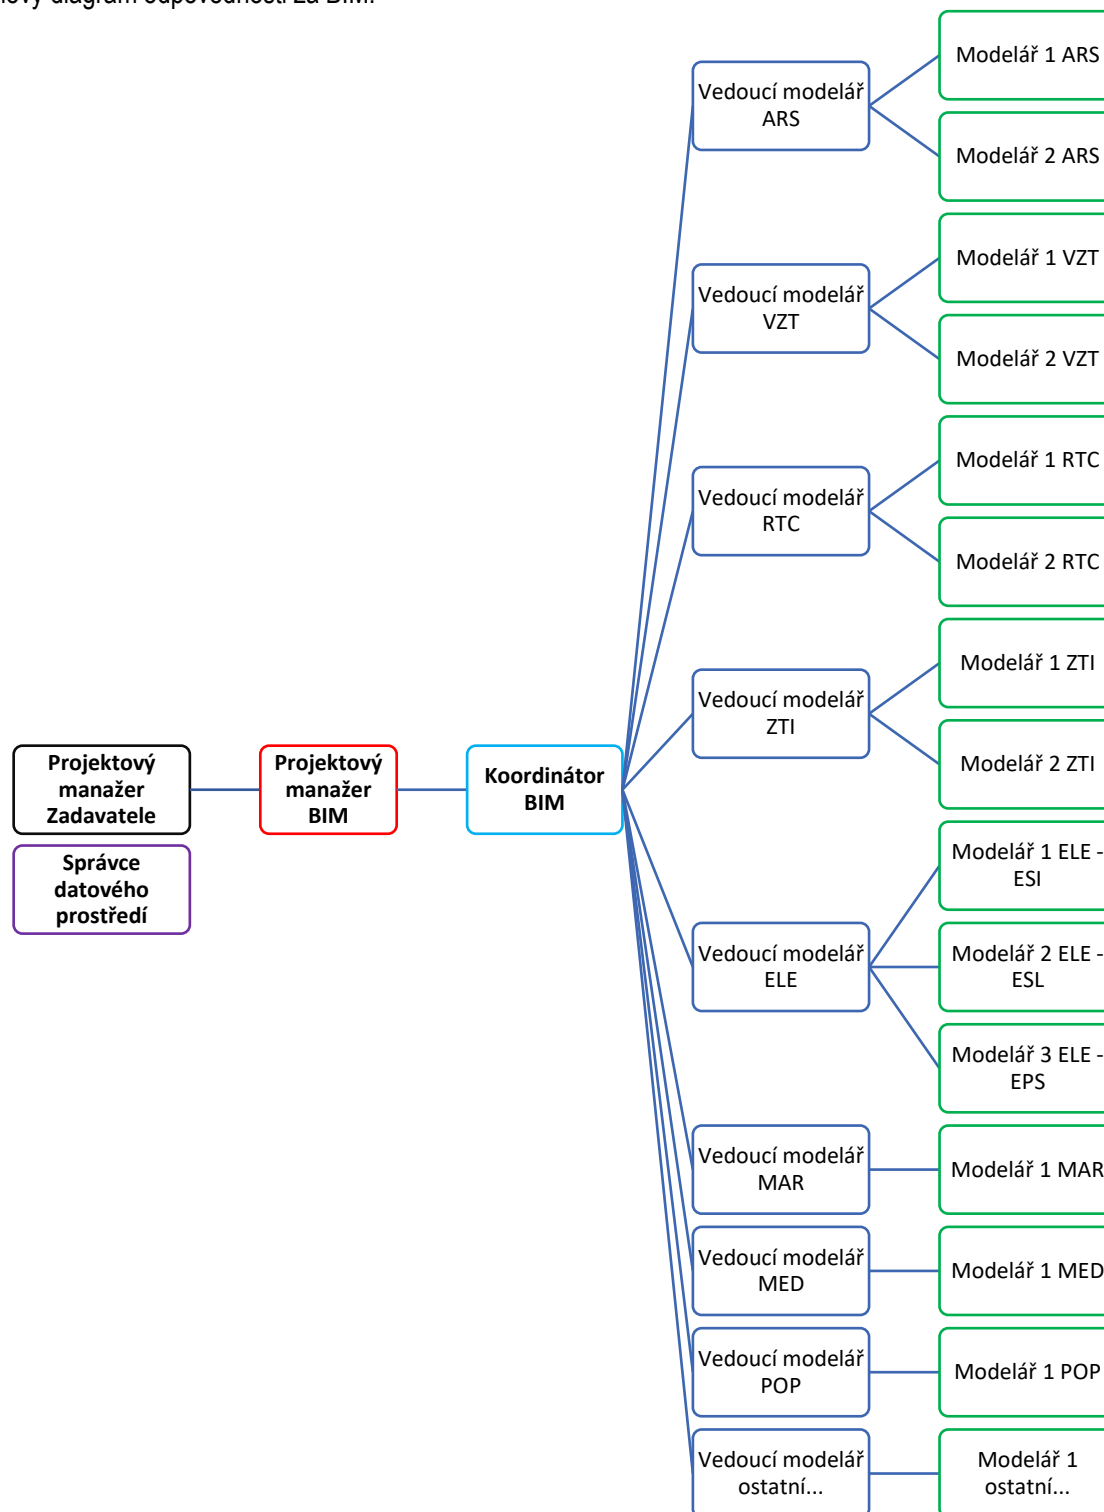 diagram odpovědnosti za BIM.
Projektový
manažer
Zadavatele
Správce
datového
prostředí
Projektový
manažer
BIM
Koordinátor
BIM
Vedoucí modelář
ARS
Modelář 1 ARS
Modelář 2 ARS
Vedoucí modelář
VZT
Modelář 1 VZT
Modelář 2 VZT
Vedoucí modelář
RTC
Modelář 1 RTC
Modelář 2 RTC
Vedoucí modelář
ZTI
Modelář 1 ZTI
Modelář 2 ZTI
Vedoucí modelář
ELE
Modelář 1 ELE -
ESI
Modelář 2 ELE -
ESL
Modelář 3 ELE -
EPS
Vedoucí modelář
MAR
Modelář 1 MAR
Vedoucí modelář
MED
Modelář 1 MED
Vedoucí modelář
POP
Modelář 1 POP
Vedoucí modelář
ostatní...
Modelář 1
ostatní...